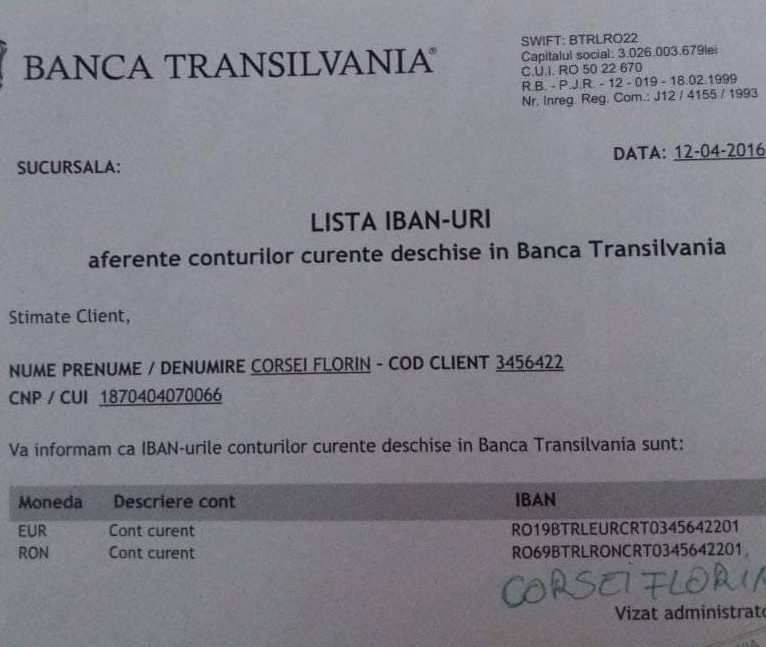 BANCA TRANSILVANIA®
SWIFT: BTRLRO22
Capitalul social: 3.026.003.679lei
C.U.I. RO 50 22 670
R.B. - P.J.R. - 12 - 019 - 18.02.1999
Nr. Inreg. Reg. Com.: J12 / 4155 / 1993
DATA: 12-04-2016
SUCURSALA:
LISTA IBAN-URI
aferente conturilor curente deschise in Banca Transilvania
Stimate Client,
NUME PRENUME / DENUMIRE CORSEI FLORIN - COD CLIENT 3456422
CNP / CUI 1870404070066
Va informam ca IBAN-urile conturilor curente deschise in Banca Transilvania sunt:
Moneda Descriere cont IBAN
EUR Cont curent RO19BTRLEURCRT0345642201
RON Cont curent RO69BTRLRONCRT0345642201
CORSEI FLORIN
Vizat administrato